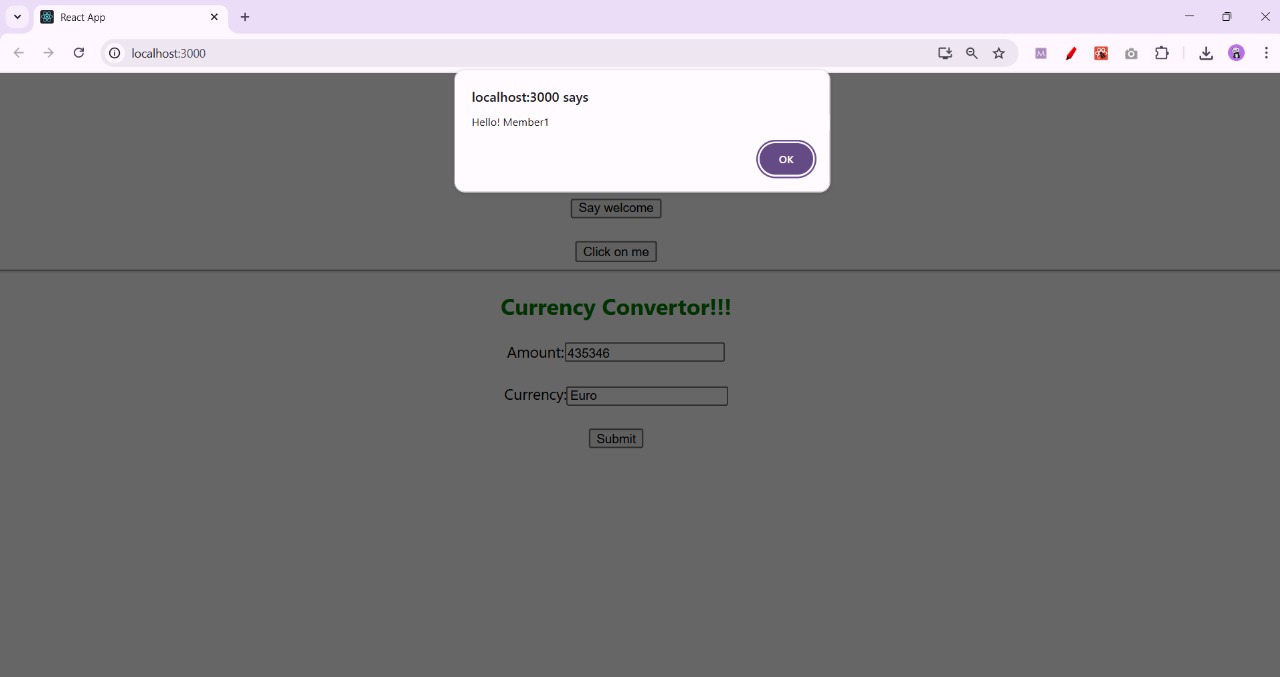 React App
localhost:3000
localhost:3000 says
Hello! Member1
OK
Say welcome
Click on me
Currency Convertor!!!
Amount:435346
Currency:Euro
Submit